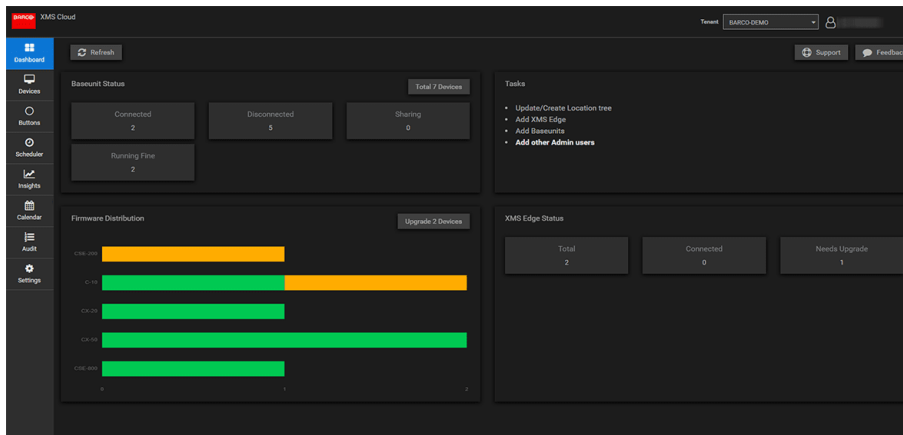 BARCO XMS Cloud
Tenant BARCO-DEMO
Dashboard
Devices
Buttons
Scheduler
Insights
Calendar
Audit
Settings
Refresh
Support
Feedbac
Baseunit Status
Total 7 Devices
Connected
2
Disconnected
5
Sharing
0
Running Fine
2
Tasks
• Update/Create Location tree
• Add XMS Edge
• Add Baseunits
• Add other Admin users
Firmware Distribution
Upgrade 2 Devices
CSE-200
C-10
CX-20
CX-50
CSE-800
0 1 2
XMS Edge Status
Total
2
Connected
0
Needs Upgrade
1